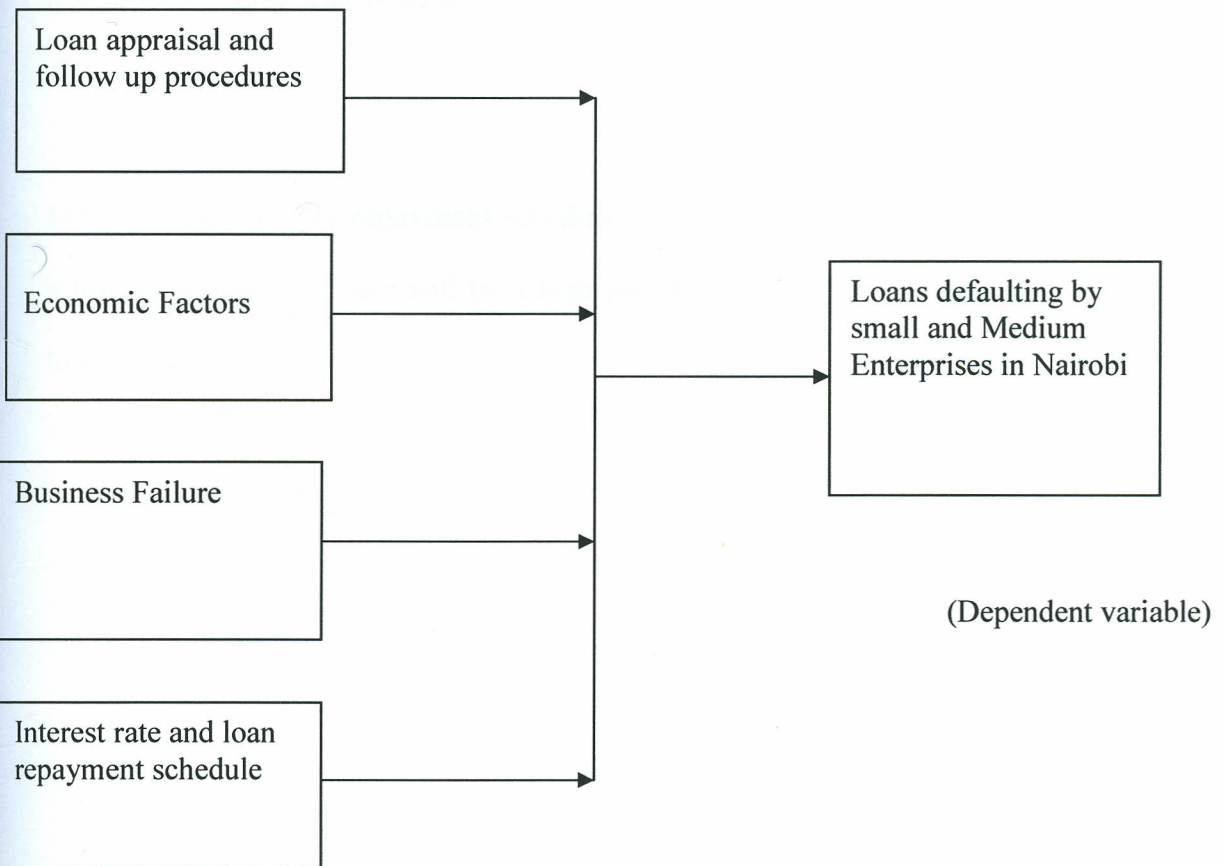 Loan appraisal and
follow up procedures
Economic Factors
Loans defaulting by
small and Medium
Enterprises in Nairobi
Business Failure
(Dependent variable)
Interest rate and loan
repayment schedule